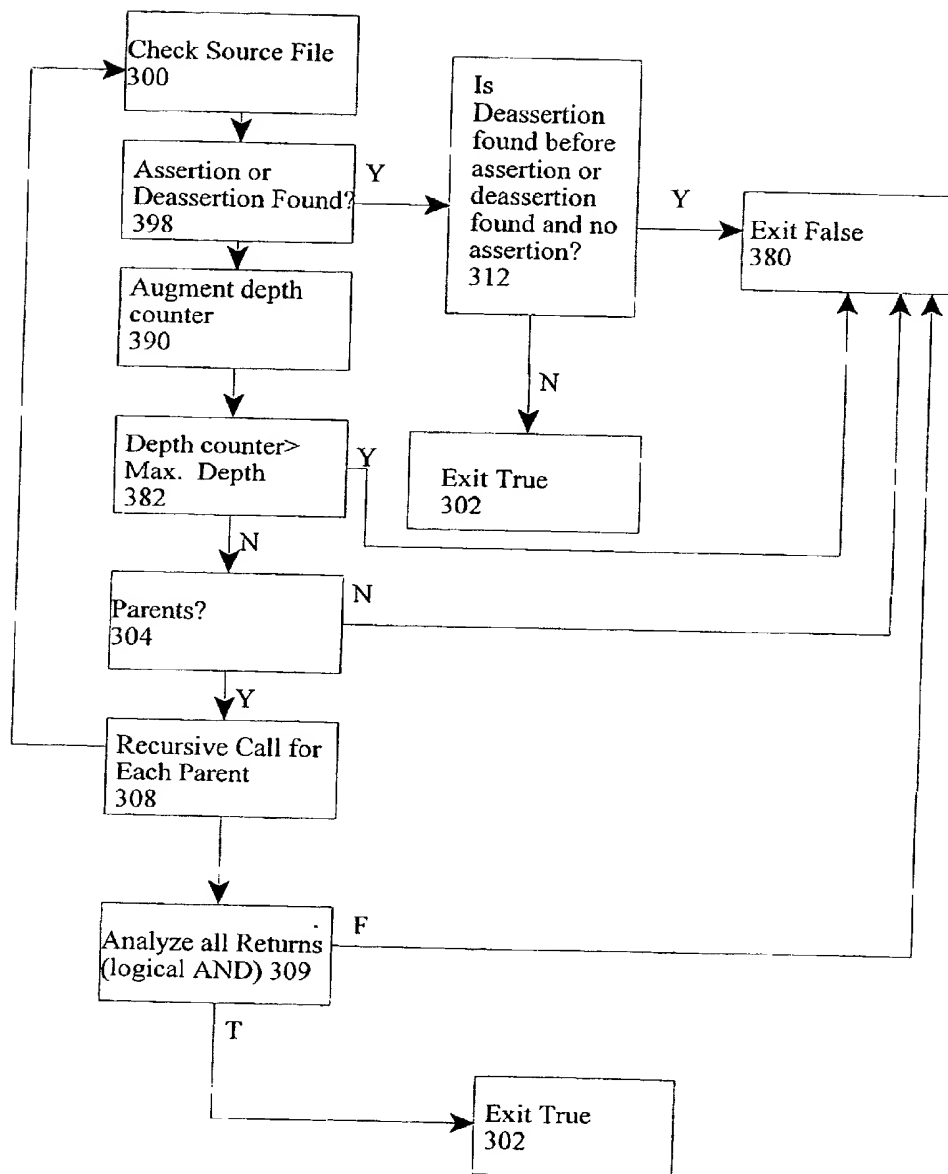 Check Source File
300
Assertion or
Deassertion Found?
398
Y
Is
Deassertion
found before
assertion or
deassertion
found and no
assertion?
312
Y
Exit False
380
Augment depth
counter
390
N
Depth counter>
Max. Depth
382
Y
Exit True
302
N
Parents?
304
N
Y
Recursive Call for
Each Parent
308
Analyze all Returns
(logical AND) 309
F
T
Exit True
302